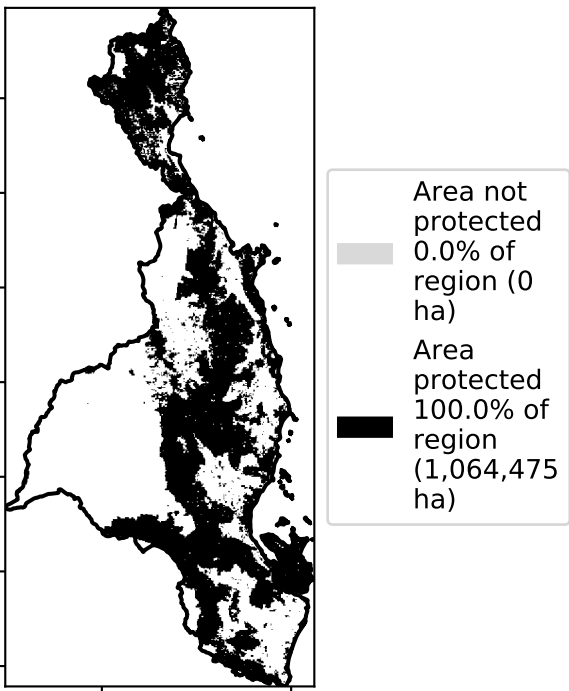 Area not
protected
0.0% of
region (0
ha)
Area
protected
100.0% of
region
(1,064,475
ha)